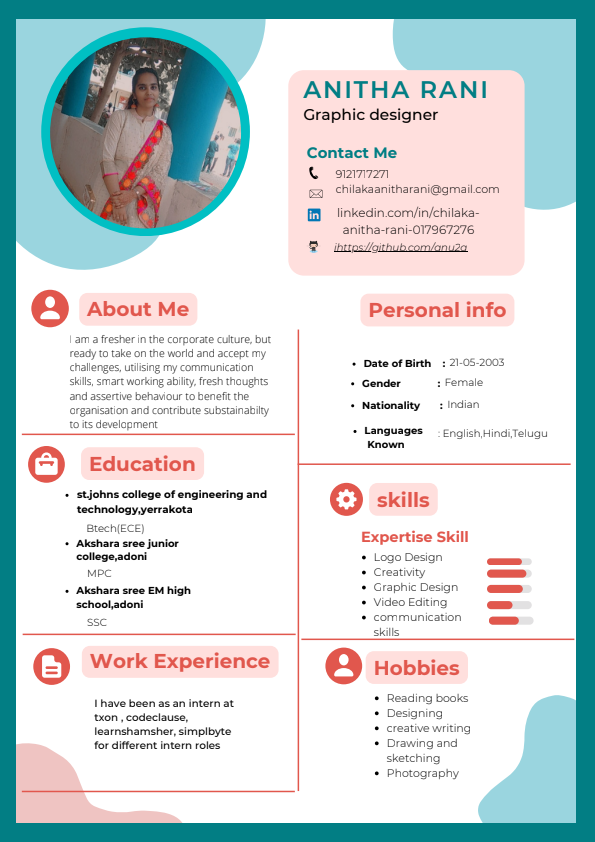 ANITHA RANI
Graphic designer
Contact Me
9121717271
chilakaanitharani@gmail.com
linkedin.com/in/chilaka-
anitha-rani-017967276
ihttps://github.com/anu2a
About Me
I am a fresher in the corporate culture, but
ready to take on the world and accept my
challenges, utilising my communication
skills, smart working ability, fresh thoughts
and assertive behaviour to benefit the
organisation and contribute substainabilty
to its development
Personal info
• Date of Birth : 21-05-2003
• Gender : Female
• Nationality : Indian
• Languages
Known : English,Hindi,Telugu
Education
• st.johns college of engineering and
technology,yerrakota
Btech(ECE)
• Akshara sree junior
college,adoni
MPC
• Akshara sree EM high
school,adoni
SSC
skills
Expertise Skill
• Logo Design
• Creativity
• Graphic Design
• Video Editing
• communication
skills
Work Experience
I have been as an intern at
txon , codeclause,
learnshamsher, simplbyte
for different intern roles
Hobbies
• Reading books
• Designing
• creative writing
• Drawing and
sketching
• Photography